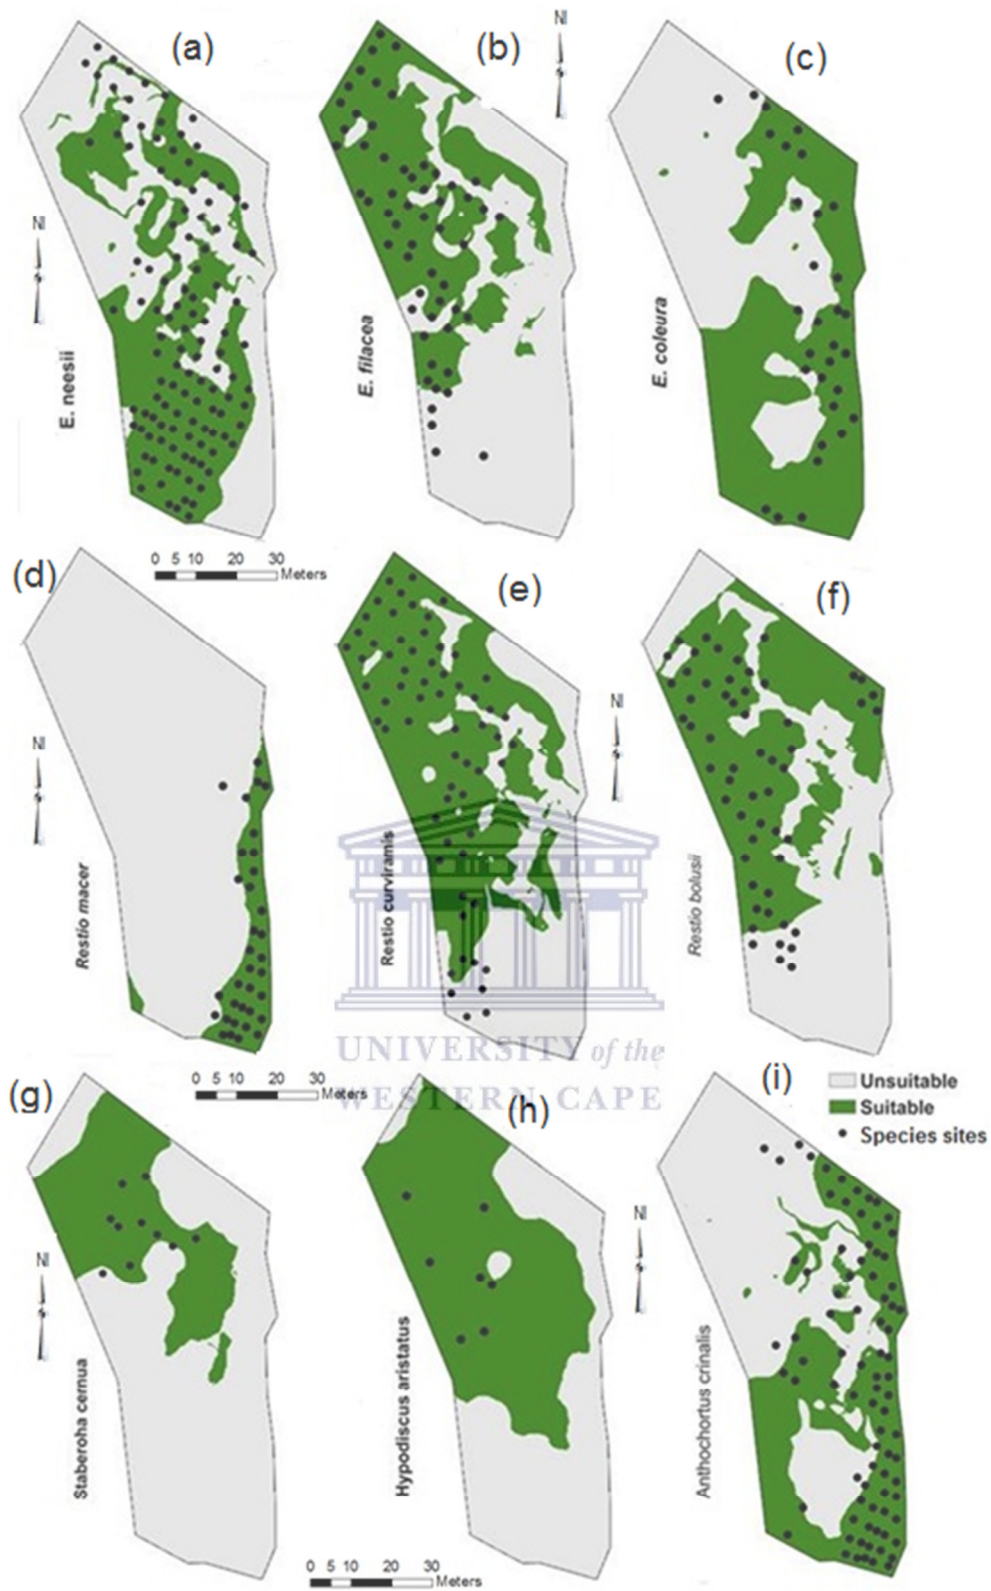 (a)
(b)
(c)
N
N
E. neesii
E. filacea
E. coleura
0 5 10 20 30
Meters
(d)
(e)
(f)
N
N
Restio macer
Restio curviramis
Restio bolusii
UNIVERSITY of the
WESTERN CAPE
0 5 10 20 30
Meters
(g)
(h)
(i)
Unsuitable
Suitable
Species sites
N
N
Staberoha cernua
Hypodiscus aristatus
Anthochortus crinalis
0 5 10 20 30
Meters